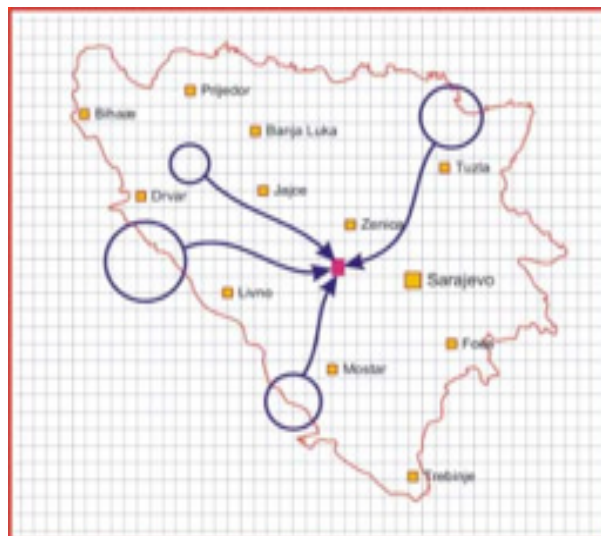 Prijedor
Bihać
Banja Luka
Tuzla
Drvar
Jajce
Zenica
Sarajevo
Livno
Foča
Mostar
Trebinje